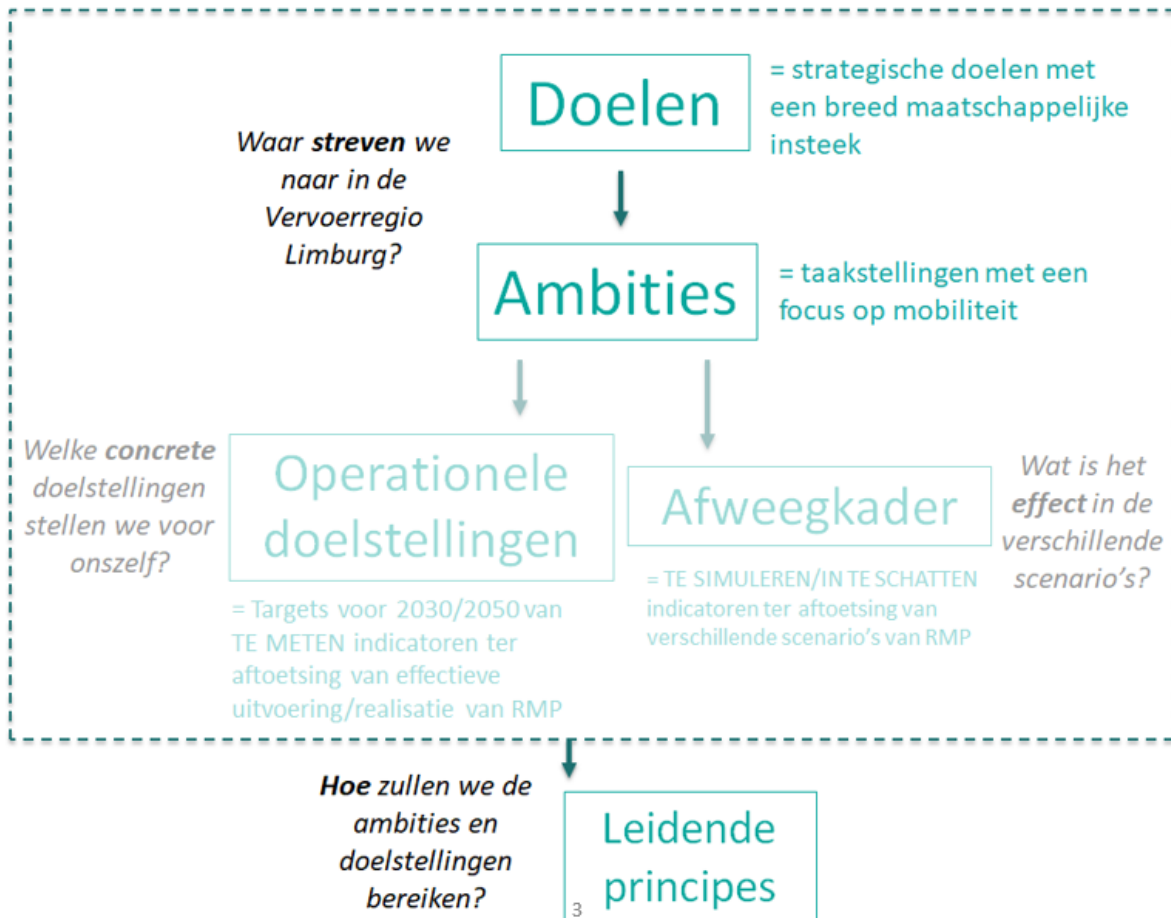 Doelen
= strategische doelen met
een breed maatschappelijke
insteek
Waar streven we
naar in de
Vervoerregio
Limburg?
Ambities
= taakstellingen met een
focus op mobiliteit
Welke concrete
doelstellingen
stellen we voor
onszelf?
Operationele
doelstellingen
= Targets voor 2030/2050 van
TE METEN indicatoren ter
aftoetsing van effectieve
uitvoering/realisatie van RMP
Afweegkader
= TE SIMULEREN/IN TE SCHATTEN
indicatoren ter aftoetsing van
verschillende scenario's van RMP
Wat is het
effect in de
verschillende
scenario's?
Hoe zullen we de
ambities en
doelstellingen
bereiken?
Leidende
principes
3